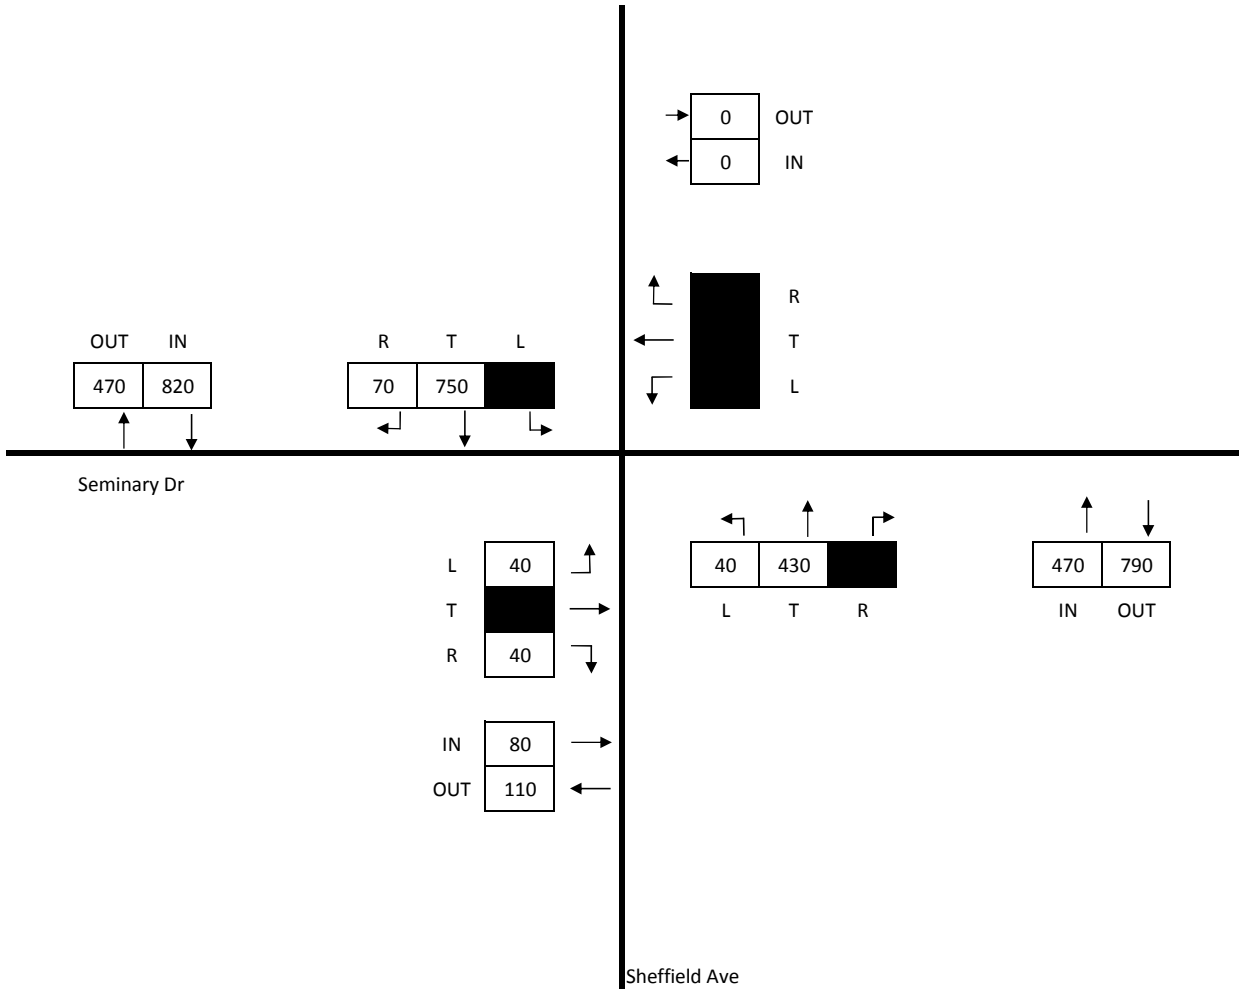 0 OUT
0 IN
R
T
L
OUT IN
470 820
R T L
70 750
Seminary Dr
L 40
T
R 40
IN 80
OUT 110
40 430
L T R
470 790
IN OUT
Sheffield Ave